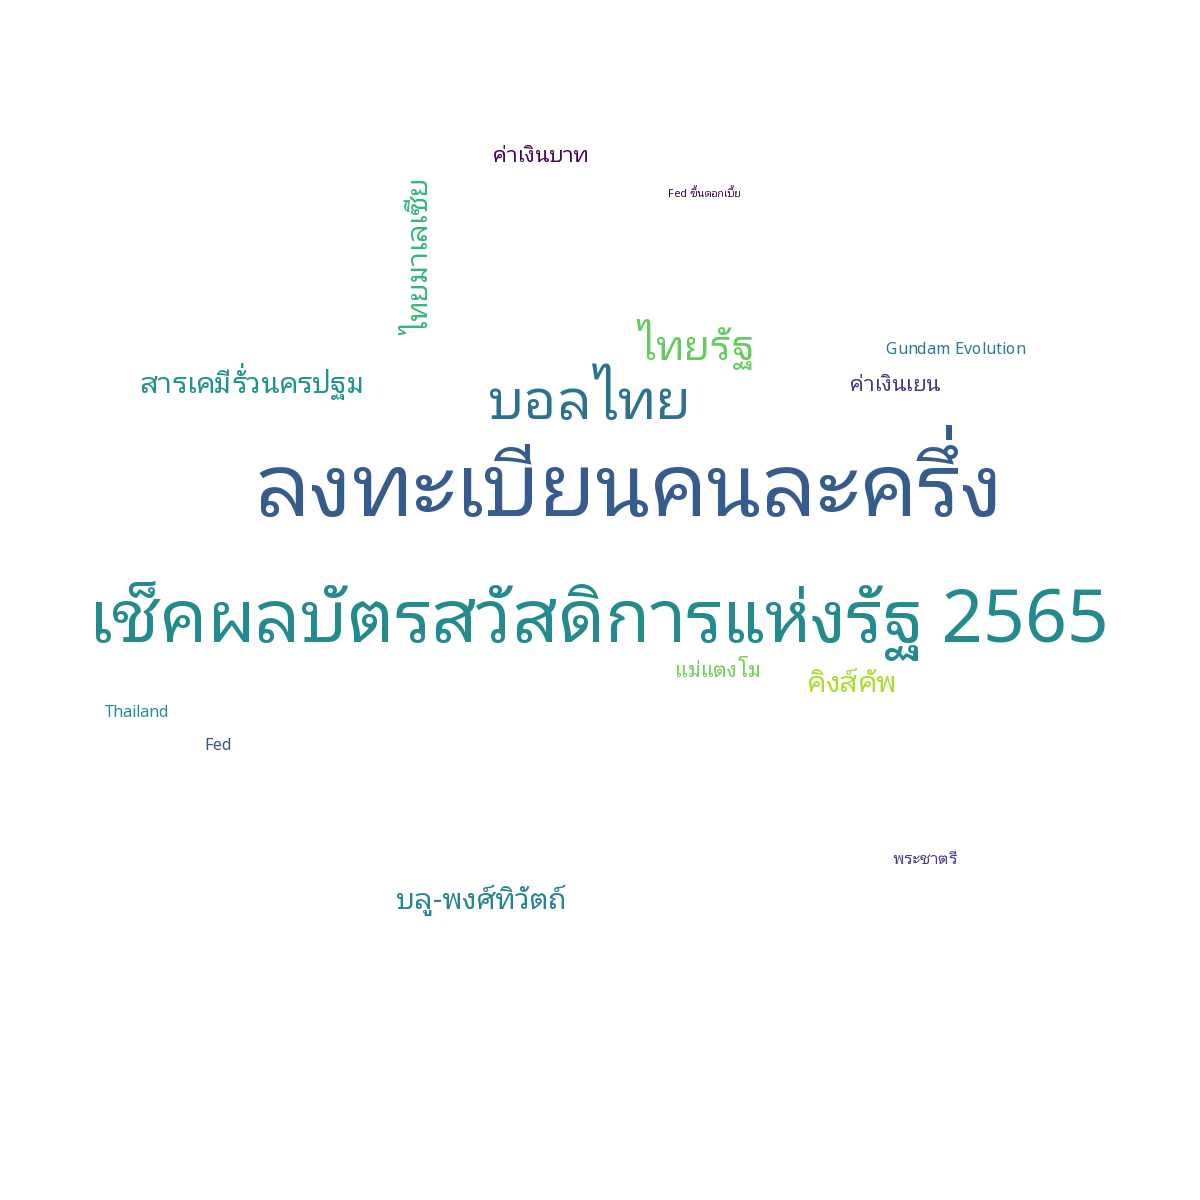 ค่าเงินบาท
Fed ขึ้นดอกเบี้ย
ไทยมาเลเซีย
ไทยรัฐ
Gundam Evolution
สารเคมีรั่วนครปฐม
ค่าเงินเยน
บอลไทย
ลงทะเบียนคนละครึ่ง
เช็คผลบัตรสวัสดิการแห่งรัฐ 2565
แม่แตงโม
คิงส์คัพ
Thailand
Fed
พระชาตรี
บลู-พงศ์ทิวัตถ์